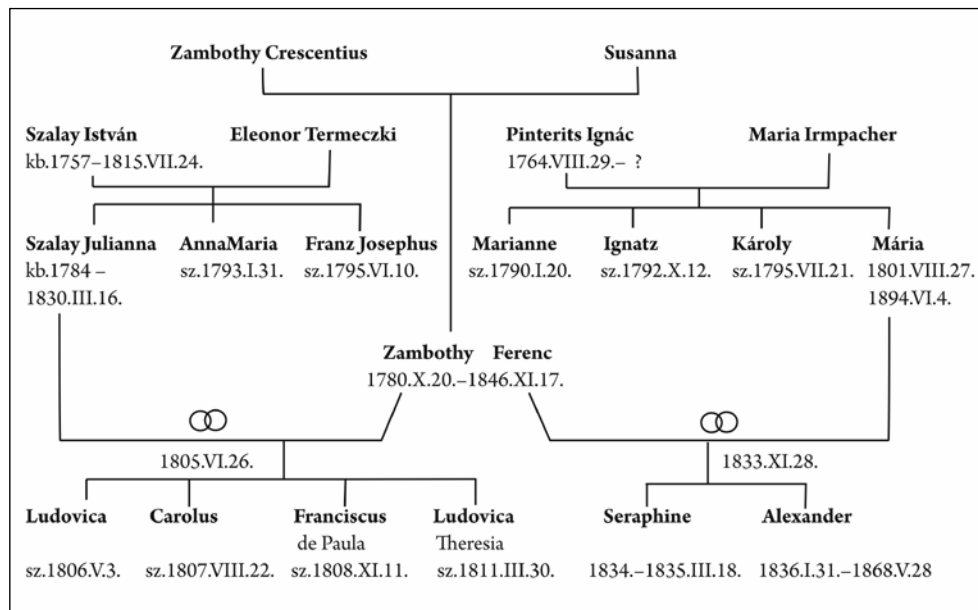 Zambothy Crescentius Susanna
Szalay István Eleonor Termeczki Pinterits Ignác Maria Irmpacher
kb.1757–1815.VII.24. 1764.VIII.29.– ?
Szalay Julianna AnnaMaria Franz Josephus Marianne Ignatz Károly Mária
kb.1784 – sz.1793.I.31. sz.1795.VI.10. sz.1790.I.20. sz.1792.X.12. sz.1795.VII.21. 1801.VIII.27.
1830.III.16. 1894.VI.4.
Zambothy Ferenc
1780.X.20.–1846.XI.17.
1805.VI.26. 1833.XI.28.
Ludovica Carolus Franciscus Ludovica Seraphine Alexander
de Paula Theresia
sz.1806.V.3. sz.1807.VIII.22. sz.1808.XI.11. sz.1811.III.30. 1834.–1835.III.18. 1836.I.31.–1868.V.28